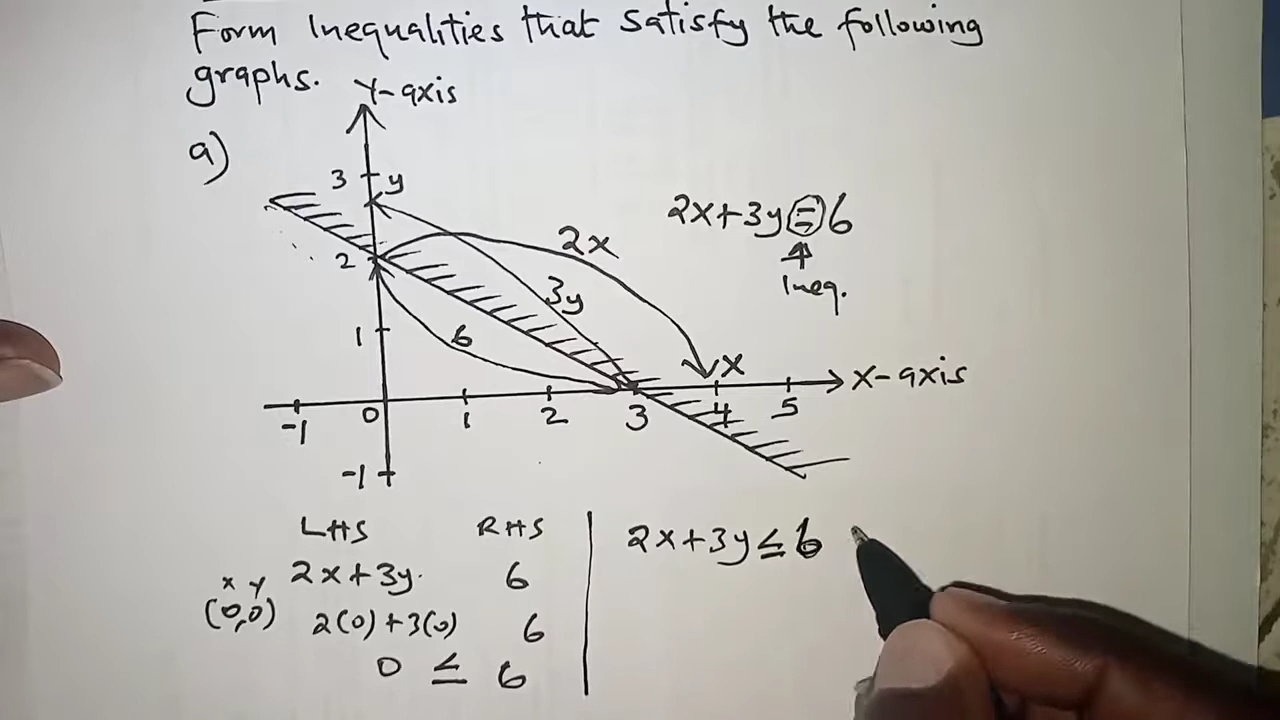 Form Inequalities that satisfy the following
graphs.
Y-axis
a)
3 y
2x+3y=6
2x
2
Ineq.
3y
1
6
x
X-axis
-1 0 1 2 3 4 5
-1
LHS RHS
2x+3y≤6
x y
2x+3y. 6
(0,0) 2(0)+3(0) 6
0 ≤ 6